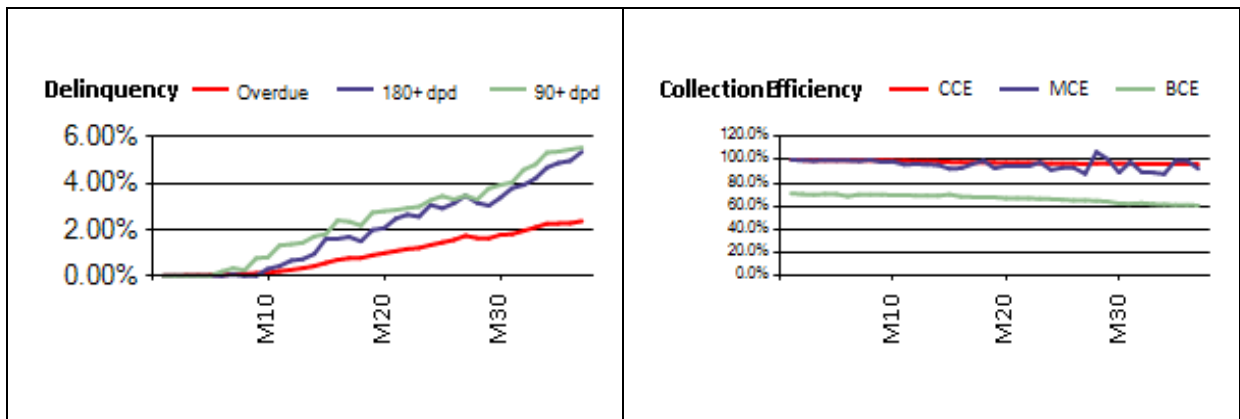 Delinquency Overdue 180+ dpd 90+ dpd
6.00%
4.00%
2.00%
0.00%
M10 M20 M30
Collection Efficiency CCE MCE BCE
120.0%
100.0%
80.0%
60.0%
40.0%
20.0%
0.0%
M10 M20 M30